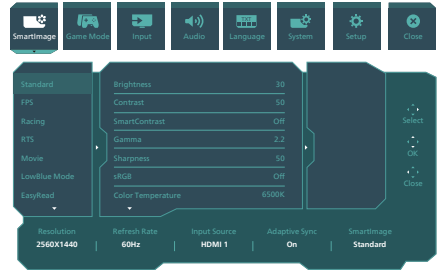 SmartImage
Game Mode
Input
Audio
TXT
Language
System
Setup
Close
Standard
FPS
Racing
RTS
Movie
LowBlue Mode
EasyRead
Brightness 30
Contrast 50
SmartContrast Off
Gamma 2.2
Sharpness 50
sRGB Off
Color Temperature 6500K
Select
OK
Close
Resolution
Refresh Rate
Input Source
Adaptive Sync
SmartImage
2560X1440
60Hz
HDMI 1
On
Standard